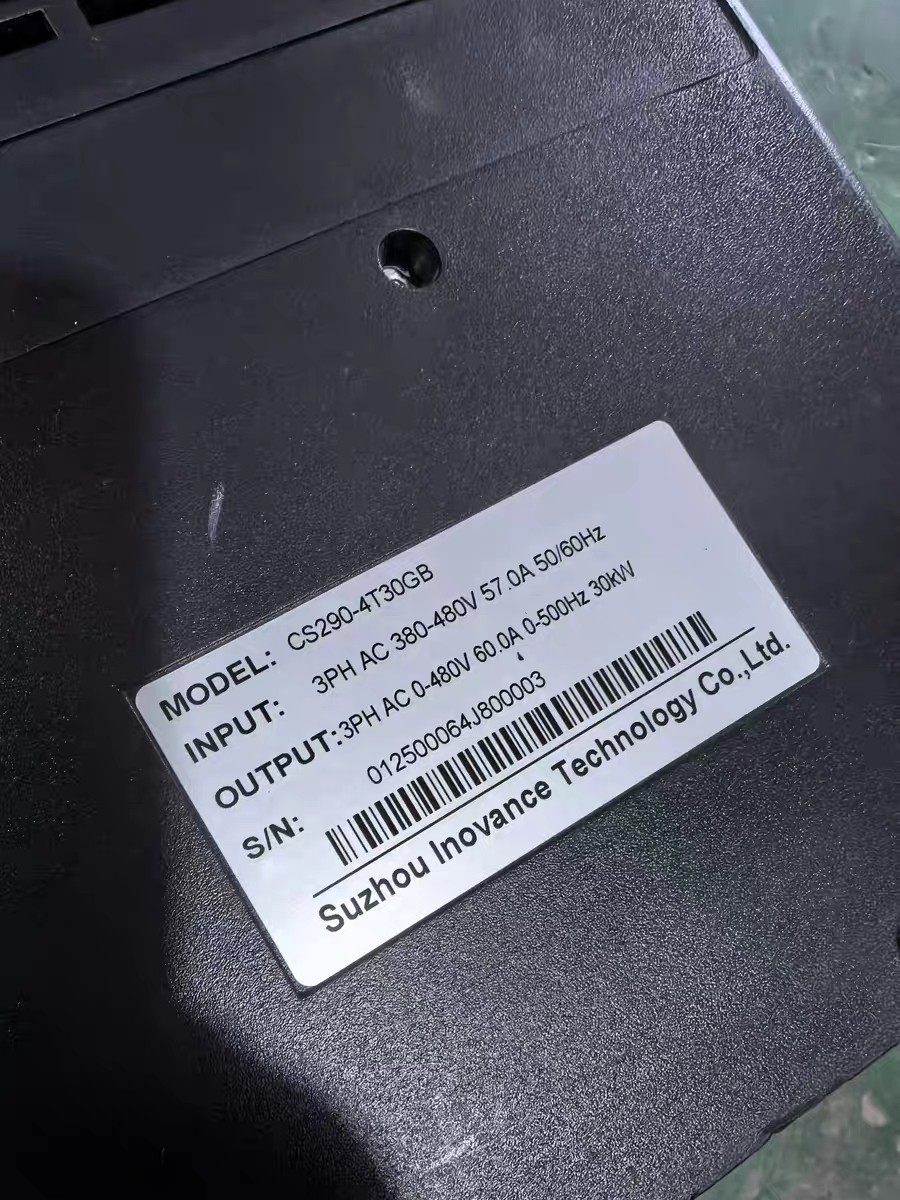 MODEL: CS290-4T30GB
INPUT: 3PH AC 380-480V 57.0A 50/60Hz
OUTPUT: 3PH AC 0-480V 60.0A 0-500Hz 30kW
S/N: 012500064J800003
Suzhou Inovance Technology Co.,Ltd.